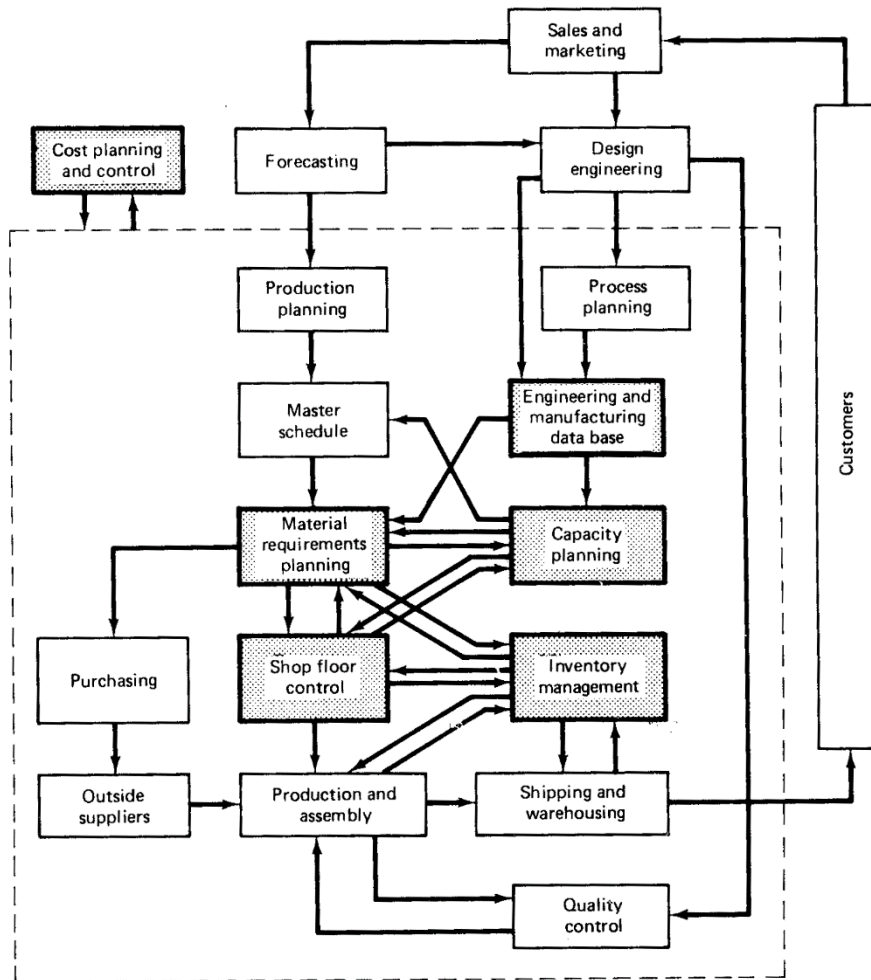 Sales and
marketing
Cost planning
and control
Forecasting
Design
engineering
Production
planning
Process
planning
Master
schedule
Engineering and
manufacturing
data base
Customers
Material
requirements
planning
Capacity
planning
Purchasing
Shop floor
control
Inventory
management
Outside
suppliers
Production and
assembly
Shipping and
warehousing
Quality
control